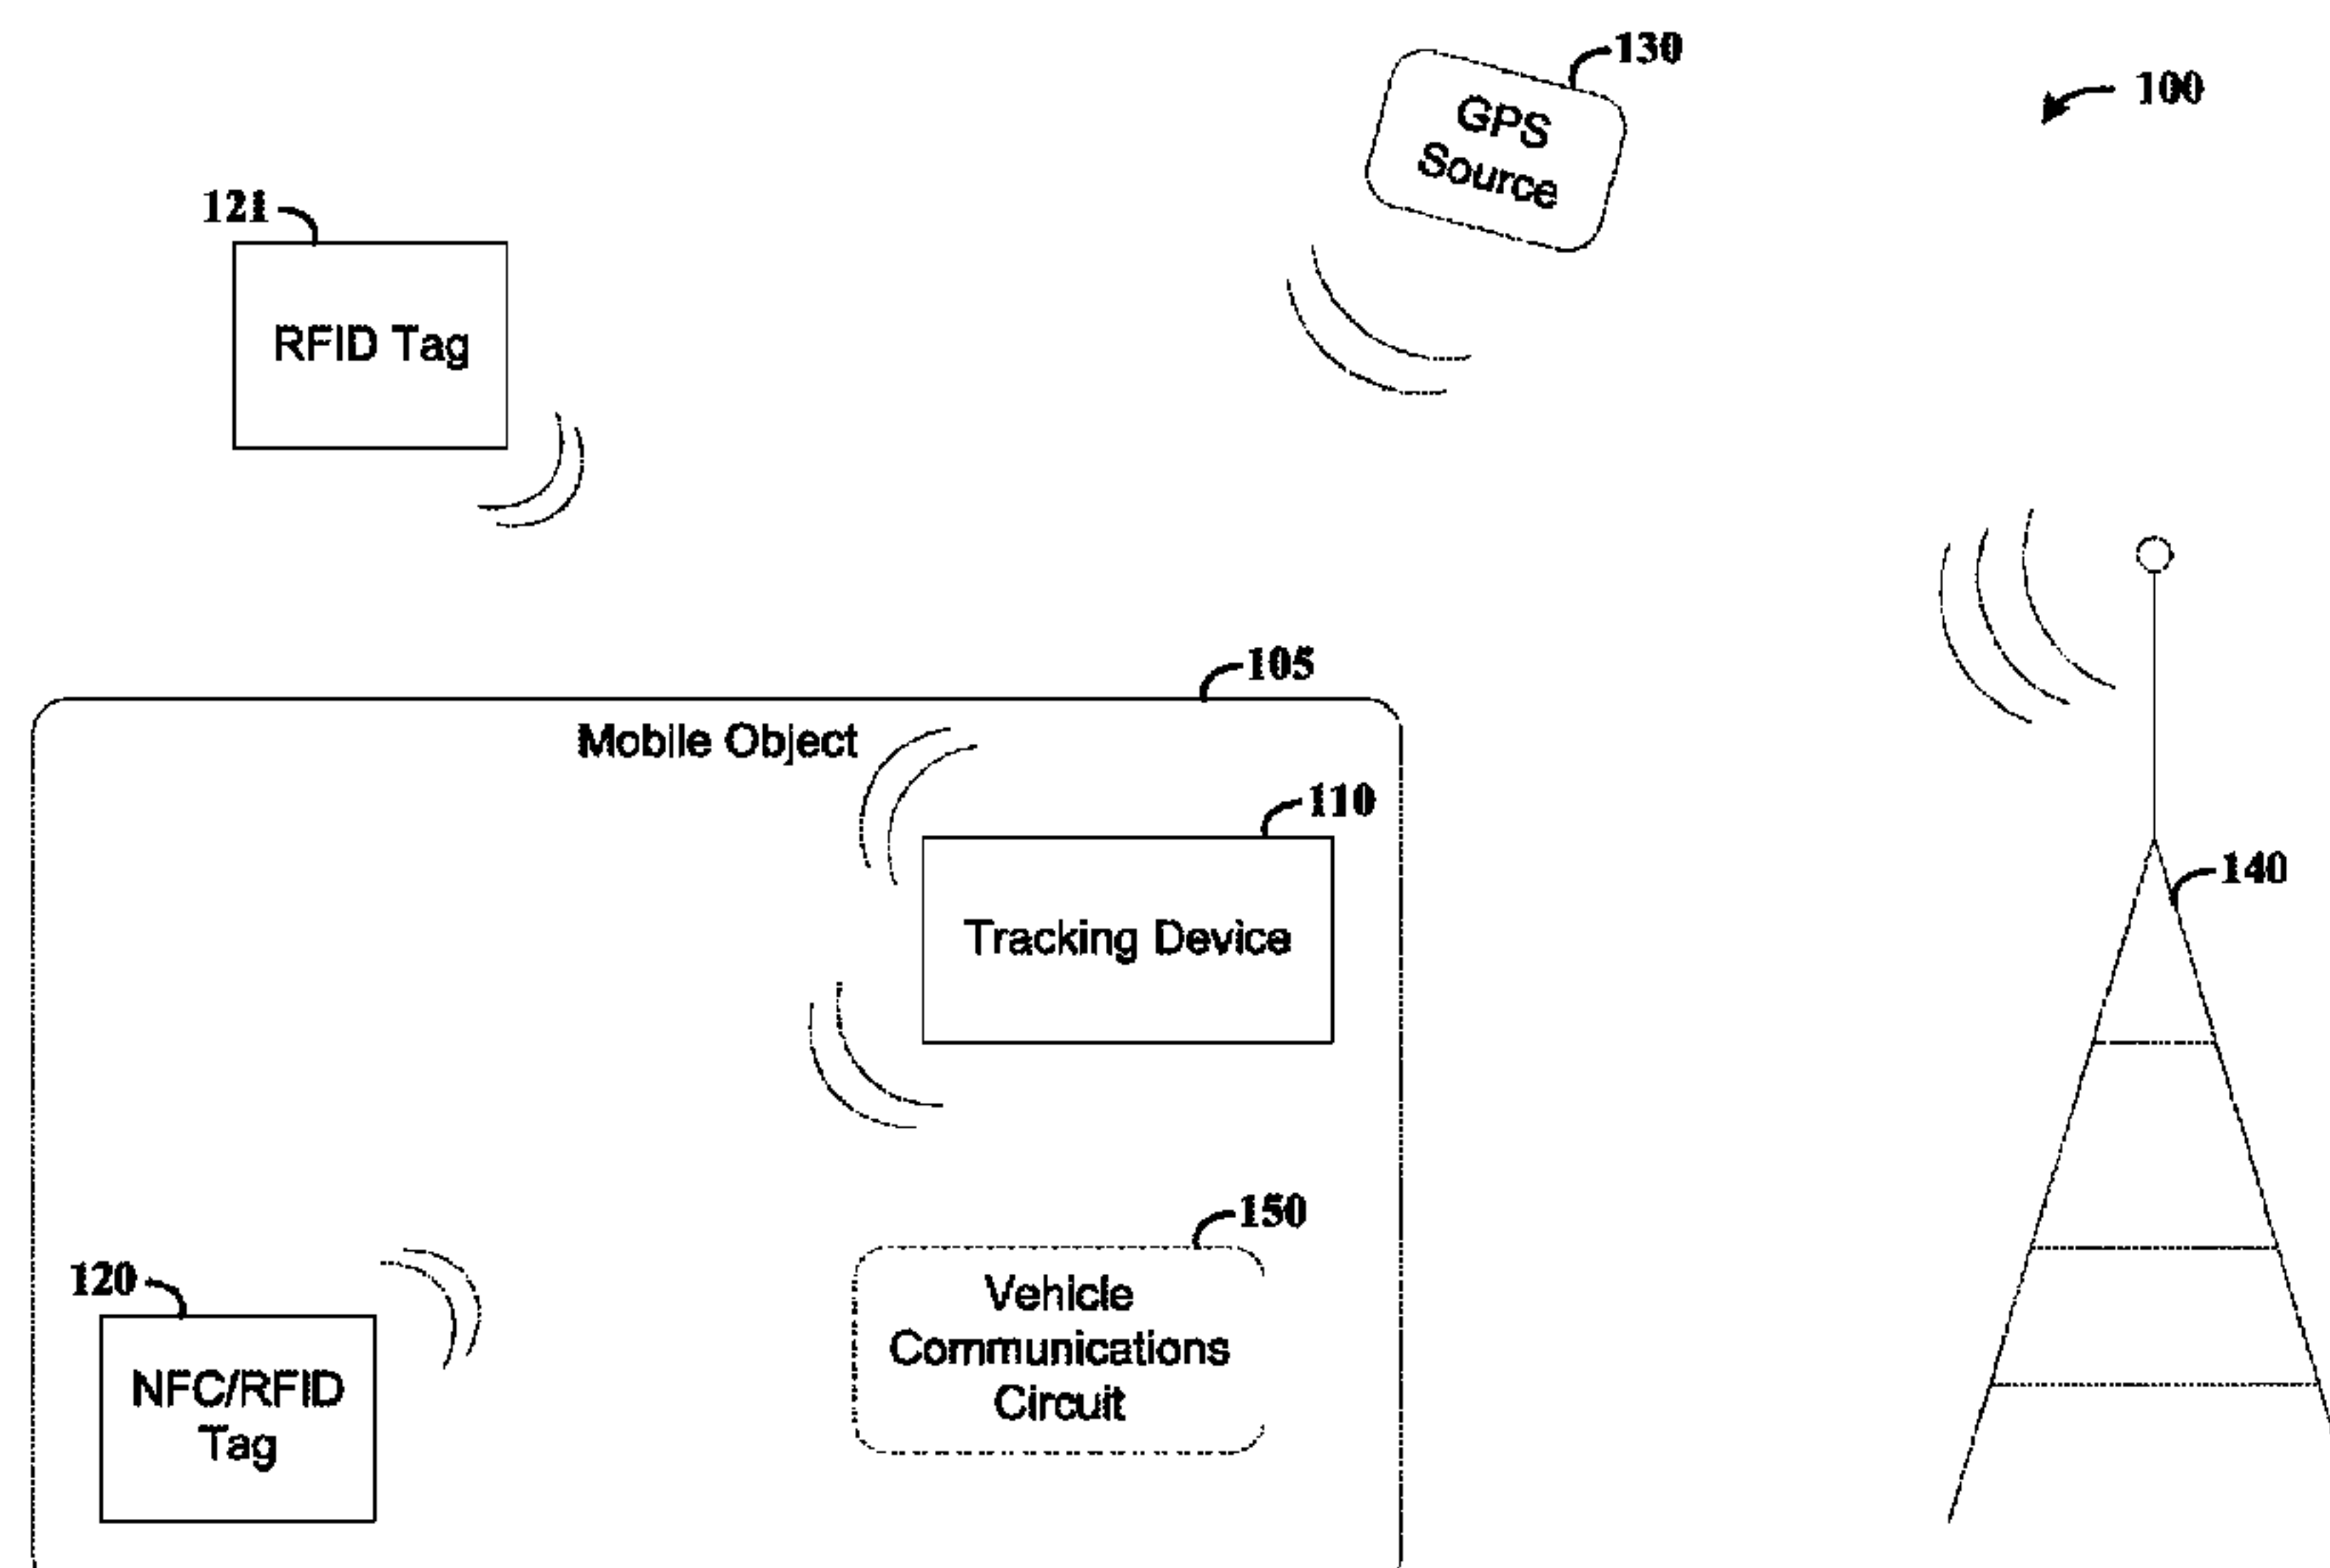 130
100
GPS
Source
121
RFID Tag
105
Mobile Object
110
Tracking Device
140
150
Vehicle
Communications
Circuit
120
NFC/RFID
Tag